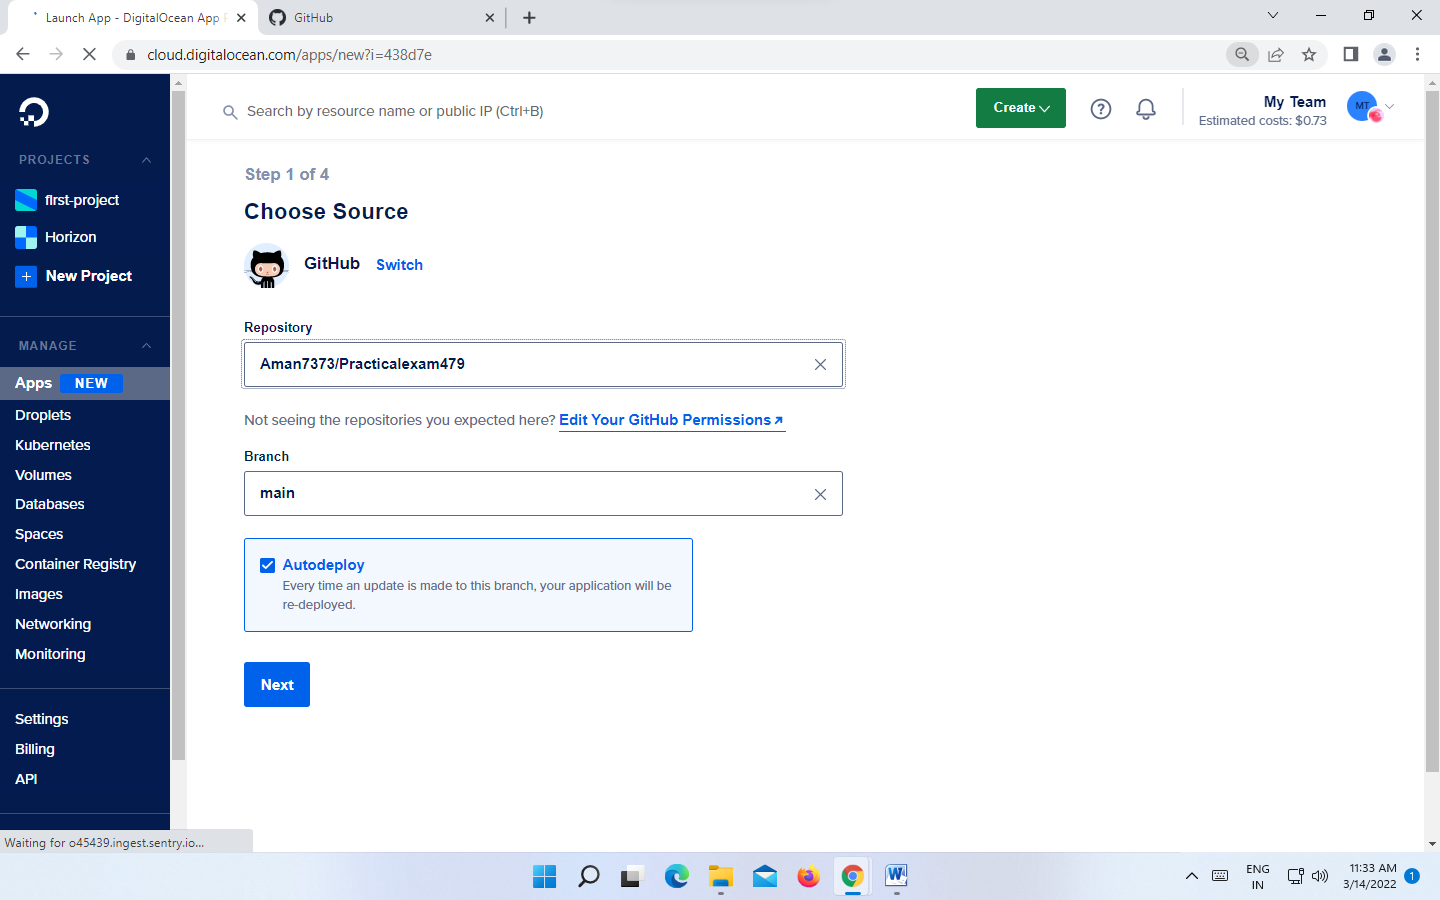 Launch App - DigitalOcean App P
GitHub
cloud.digitalocean.com/apps/new?i=438d7e
Search by resource name or public IP (Ctrl+B)
Create
My Team
Estimated costs: $0.73
MT
PROJECTS
fIrst-project
Horizon
New Project
MANAGE
Apps NEW
Droplets
Kubernetes
Volumes
Databases
Spaces
Container Registry
Images
Networking
Monitoring
Settings
Billing
API
Step 1 of 4
Choose Source
GitHub Switch
Repository
Aman7373/Practicalexam479
Not seeing the repositories you expected here? Edit Your GitHub Permissions
Branch
main
Autodeploy
Every time an update is made to this branch, your application will be
re-deployed.
Next
Waiting for o45439.ingest.sentry.io...
ENG
IN
11:33 AM
3/14/2022
1